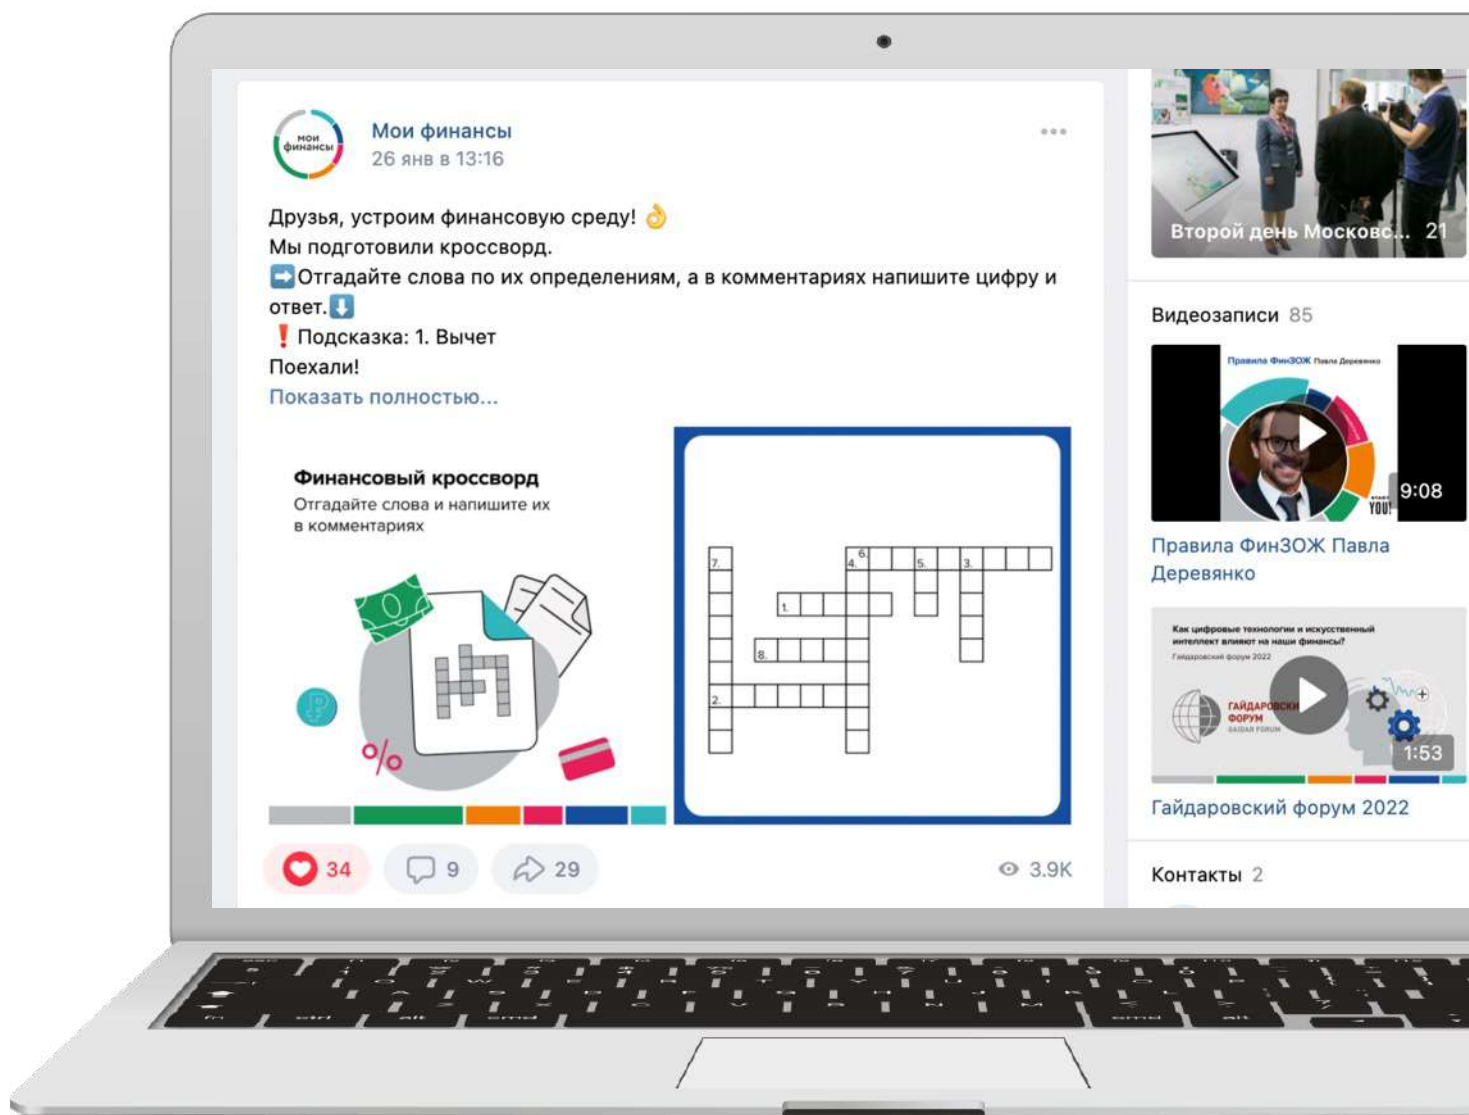 мои
финансы
Мои финансы
26 янв в 13:16
Друзья, устроим финансовую среду! 👌
Мы подготовили кроссворд.
➡️Отгадайте слова по их определениям, а в комментариях напишите цифру и
ответ.⬇️
❗Подсказка: 1. Вычет
Поехали!
Показать полностью...
Финансовый кроссворд
Отгадайте слова и напишите их
в комментариях
%
7.
6.
4.
5.
3.
1.
8.
2.
34
9
29
3.9K
Второй день Московс... 21
Видеозаписи 85
Правила ФинЗОЖ Павла Деревянко
YOU!
9:08
Правила ФинЗОЖ Павла
Деревянко
Как цифровые технологии и искусственный
интеллект влияют на наши финансы?
Гайдаровский форум 2022
ФОРУМ
GAIDAR FORUM
1:53
Гайдаровский форум 2022
Контакты 2